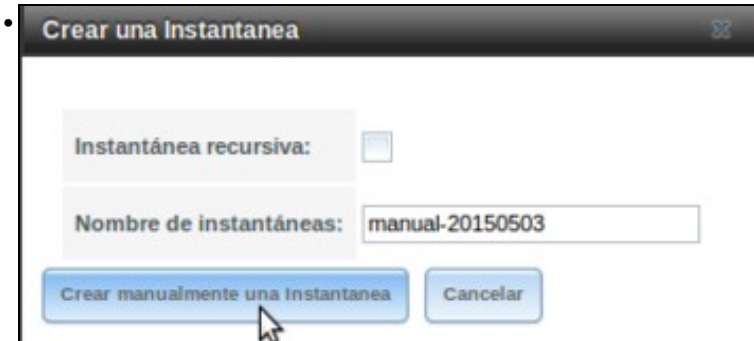 Crear una Instantanea
Instantánea recursiva:
Nombre de instantáneas: manual-20150503
Crear manualmente una Instantanea Cancelar